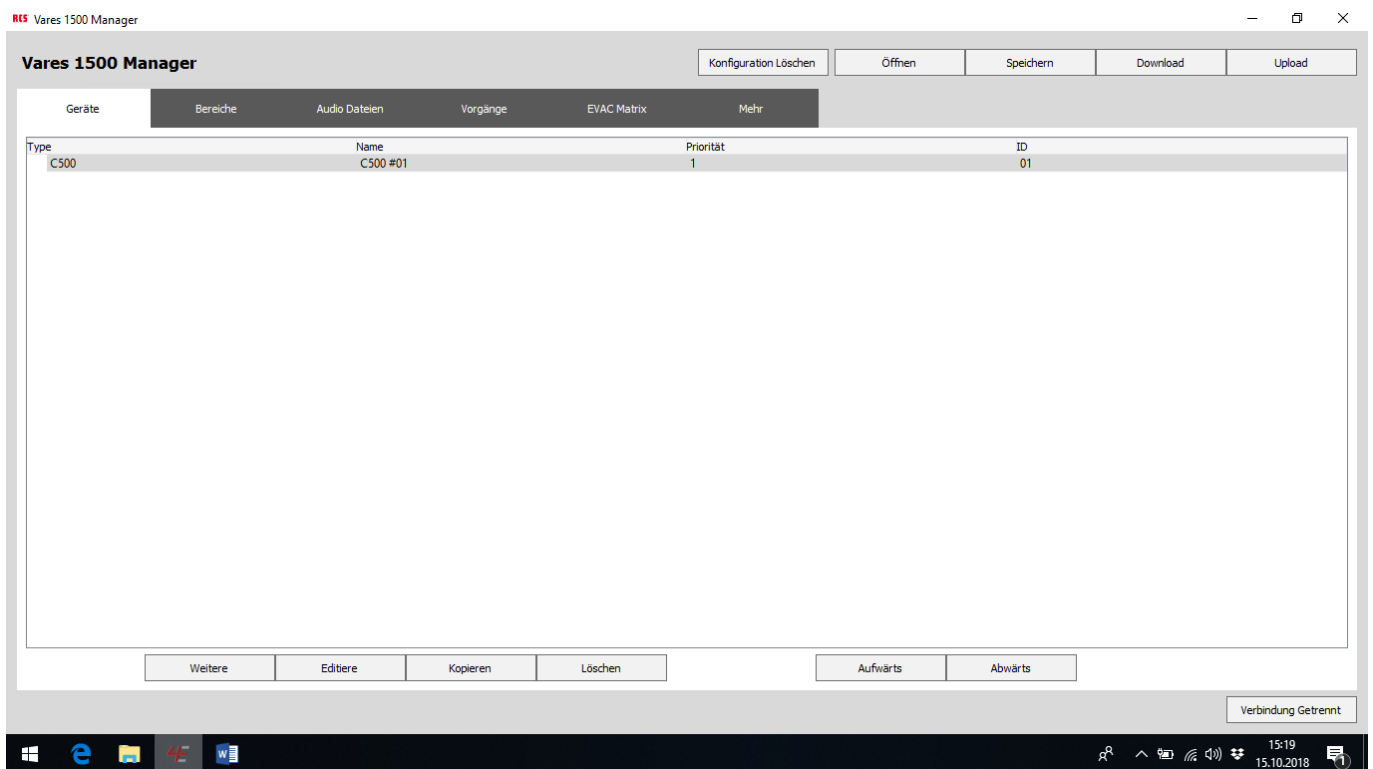 RCS Vares 1500 Manager
Vares 1500 Manager
Konfiguration Löschen Öffnen Speichern Download Upload
Geräte Bereiche Audio Dateien Vorgänge EVAC Matrix Mehr
Type Name Priorität ID
C500 C500 #01 1 01
Weitere Editiere Kopieren Löschen Aufwärts Abwärts
Verbindung Getrennt
15:19
15.10.2018
1